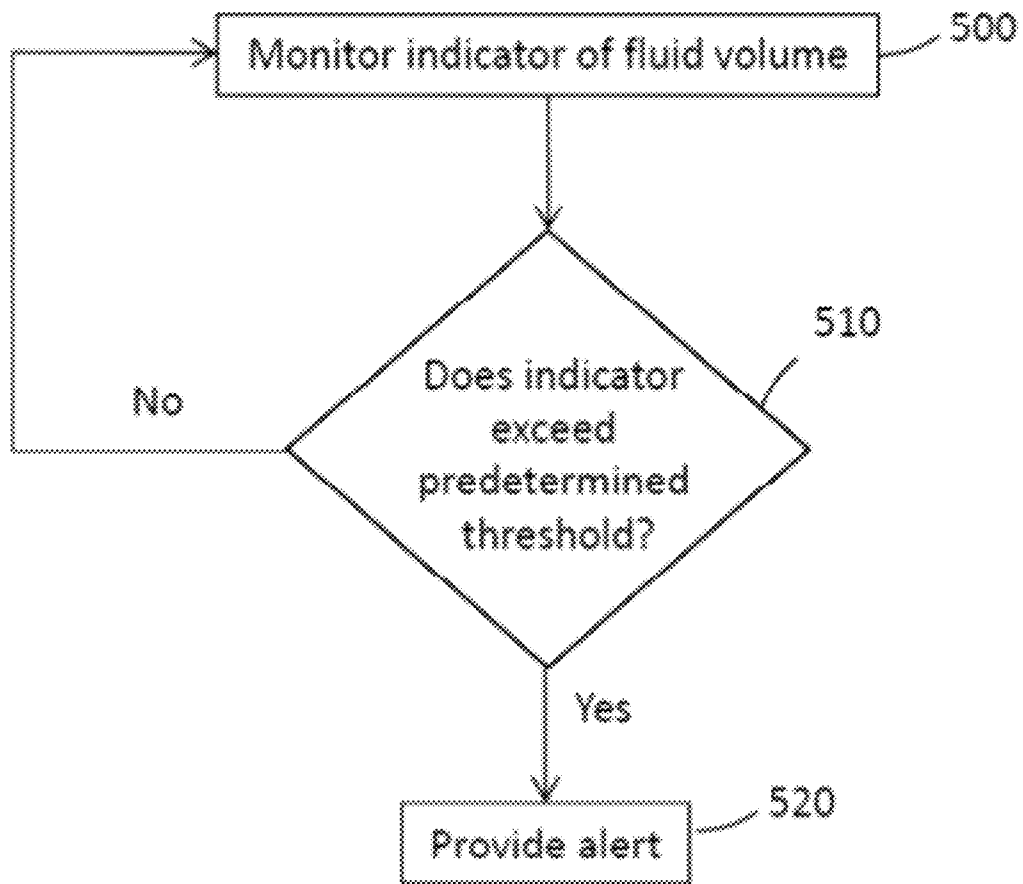 Monitor indicator of fluid volume
500
510
Does indicator
exceed
predetermined
threshold?
No
Yes
520
Provide alert